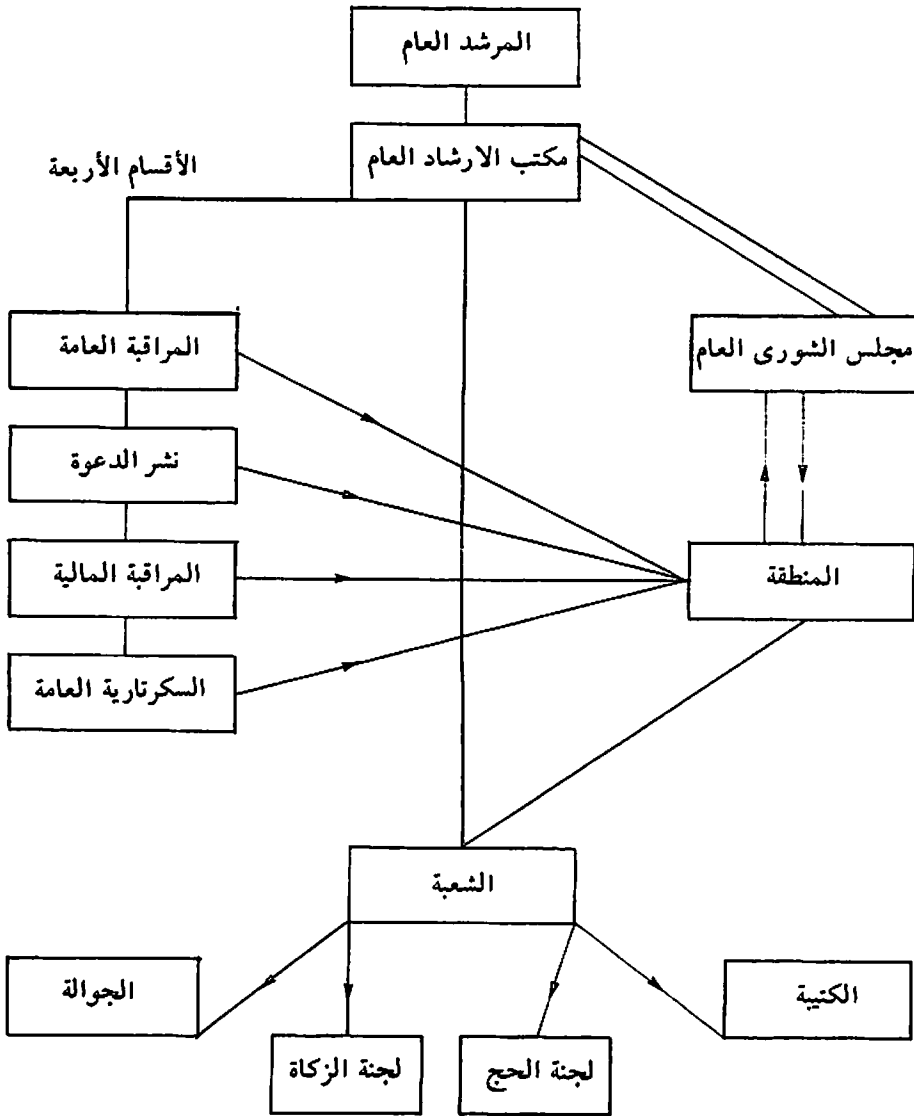 المرشد العام
مكتب الارشاد العام
الأقسام الأربعة
مجلس الشورى العام
المراقبة العامة
نشر الدعوة
المنطقة
المراقبة المالية
السكرتارية العامة
الشعبة
الكتيبة
الجوالة
لجنة الحج
لجنة الزكاة